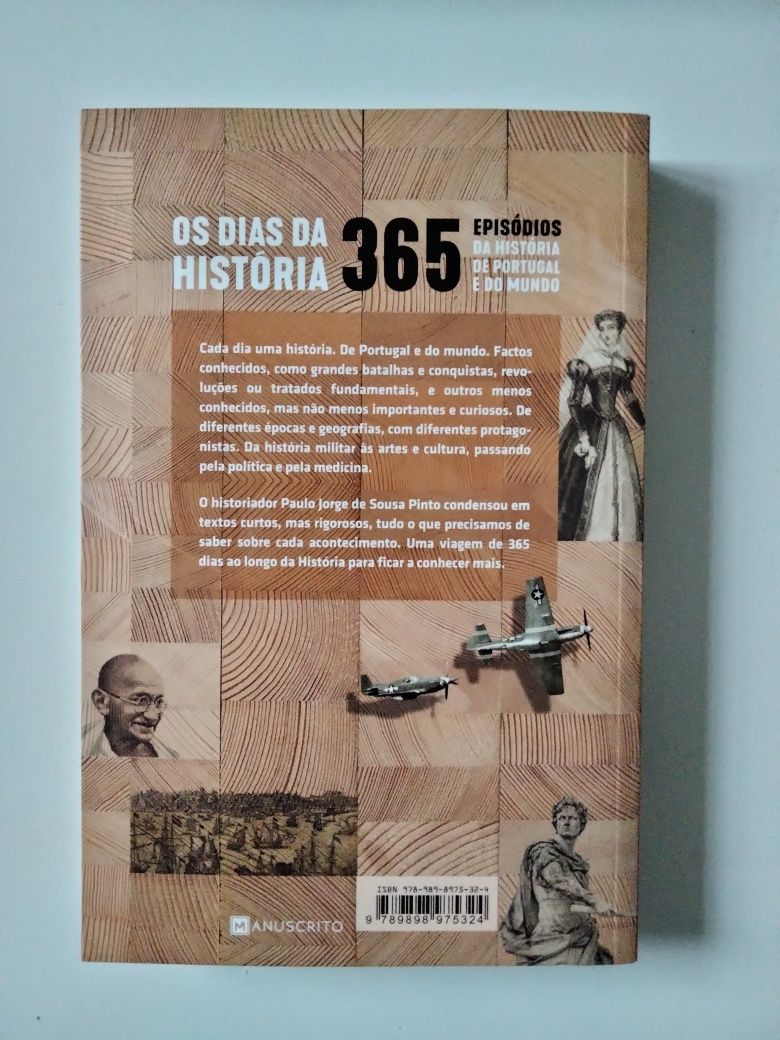 OS DIAS DA
HISTÓRIA
365
EPISÓDIOS
DA HISTÓRIA
DE PORTUGAL
E DO MUNDO
Cada dia uma história. De Portugal e do mundo. Factos
conhecidos, como grandes batalhas e conquistas, revo-
luções ou tratados fundamentais, e outros menos
conhecidos, mas não menos importantes e curiosos. De
diferentes épocas e geografias, com diferentes protago-
nistas. Da história militar às artes e cultura, passando
pela política e pela medicina.
O historiador Paulo Jorge de Sousa Pinto condensou em
textos curtos, mas rigorosos, tudo o que precisamos de
saber sobre cada acontecimento. Uma viagem de 365
dias ao longo da História para ficar a conhecer mais.
ISBN 978-989-8975-32-4
9 789898 975324
MANUSCRITO